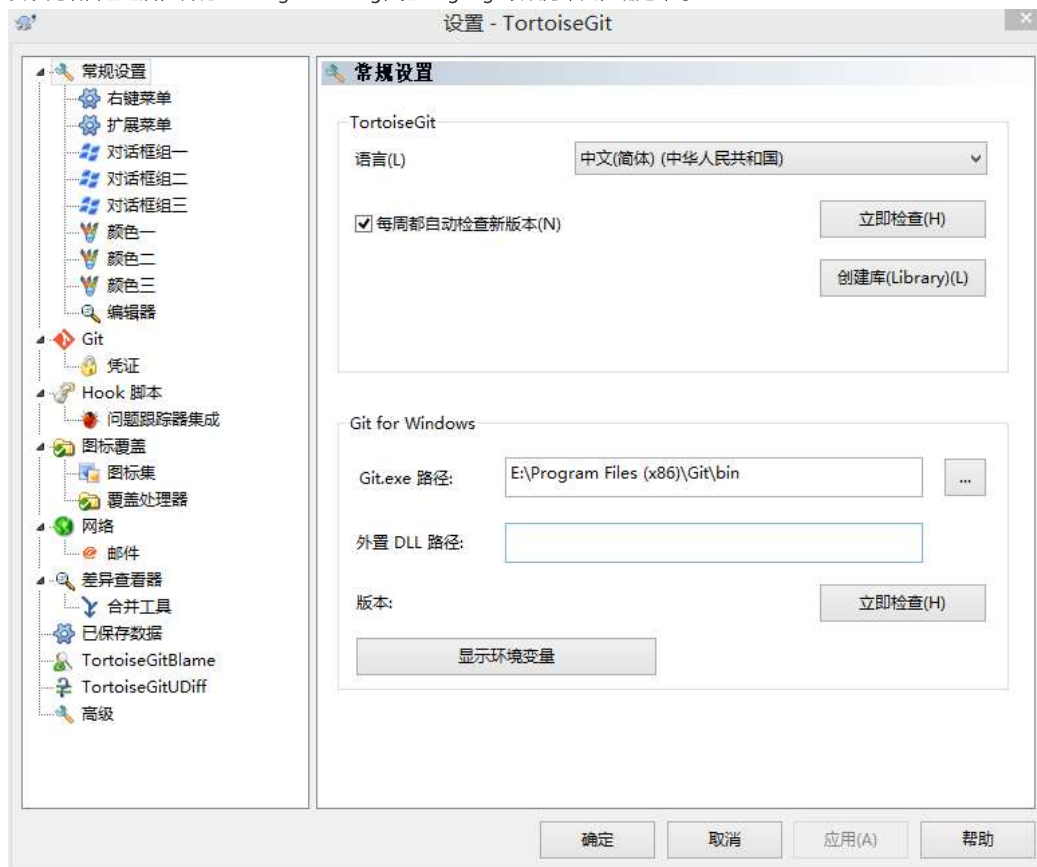 设置 - TortoiseGit
常规设置
右键菜单
扩展菜单
对话框组一
对话框组二
对话框组三
颜色一
颜色二
颜色三
编辑器
Git
凭证
Hook 脚本
问题跟踪器集成
图标覆盖
图标集
覆盖处理器
网络
邮件
差异查看器
合并工具
已保存数据
TortoiseGitBlame
TortoiseGitUDiff
高级
常规设置
TortoiseGit
语言(L)
中文(简体) (中华人民共和国)
每周都自动检查新版本(N)
立即检查(H)
创建库(Library)(L)
Git for Windows
Git.exe 路径:
E:\Program Files (x86)\Git\bin
...
外置 DLL 路径:
版本:
立即检查(H)
显示环境变量
确定
取消
应用(A)
帮助